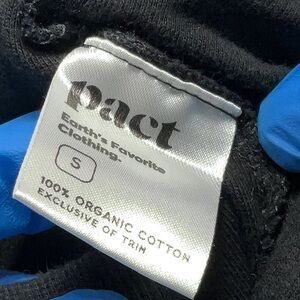 pact
Earth's Favorite
Clothing.
S
100% ORGANIC COTTON
EXCLUSIVE OF TRIM